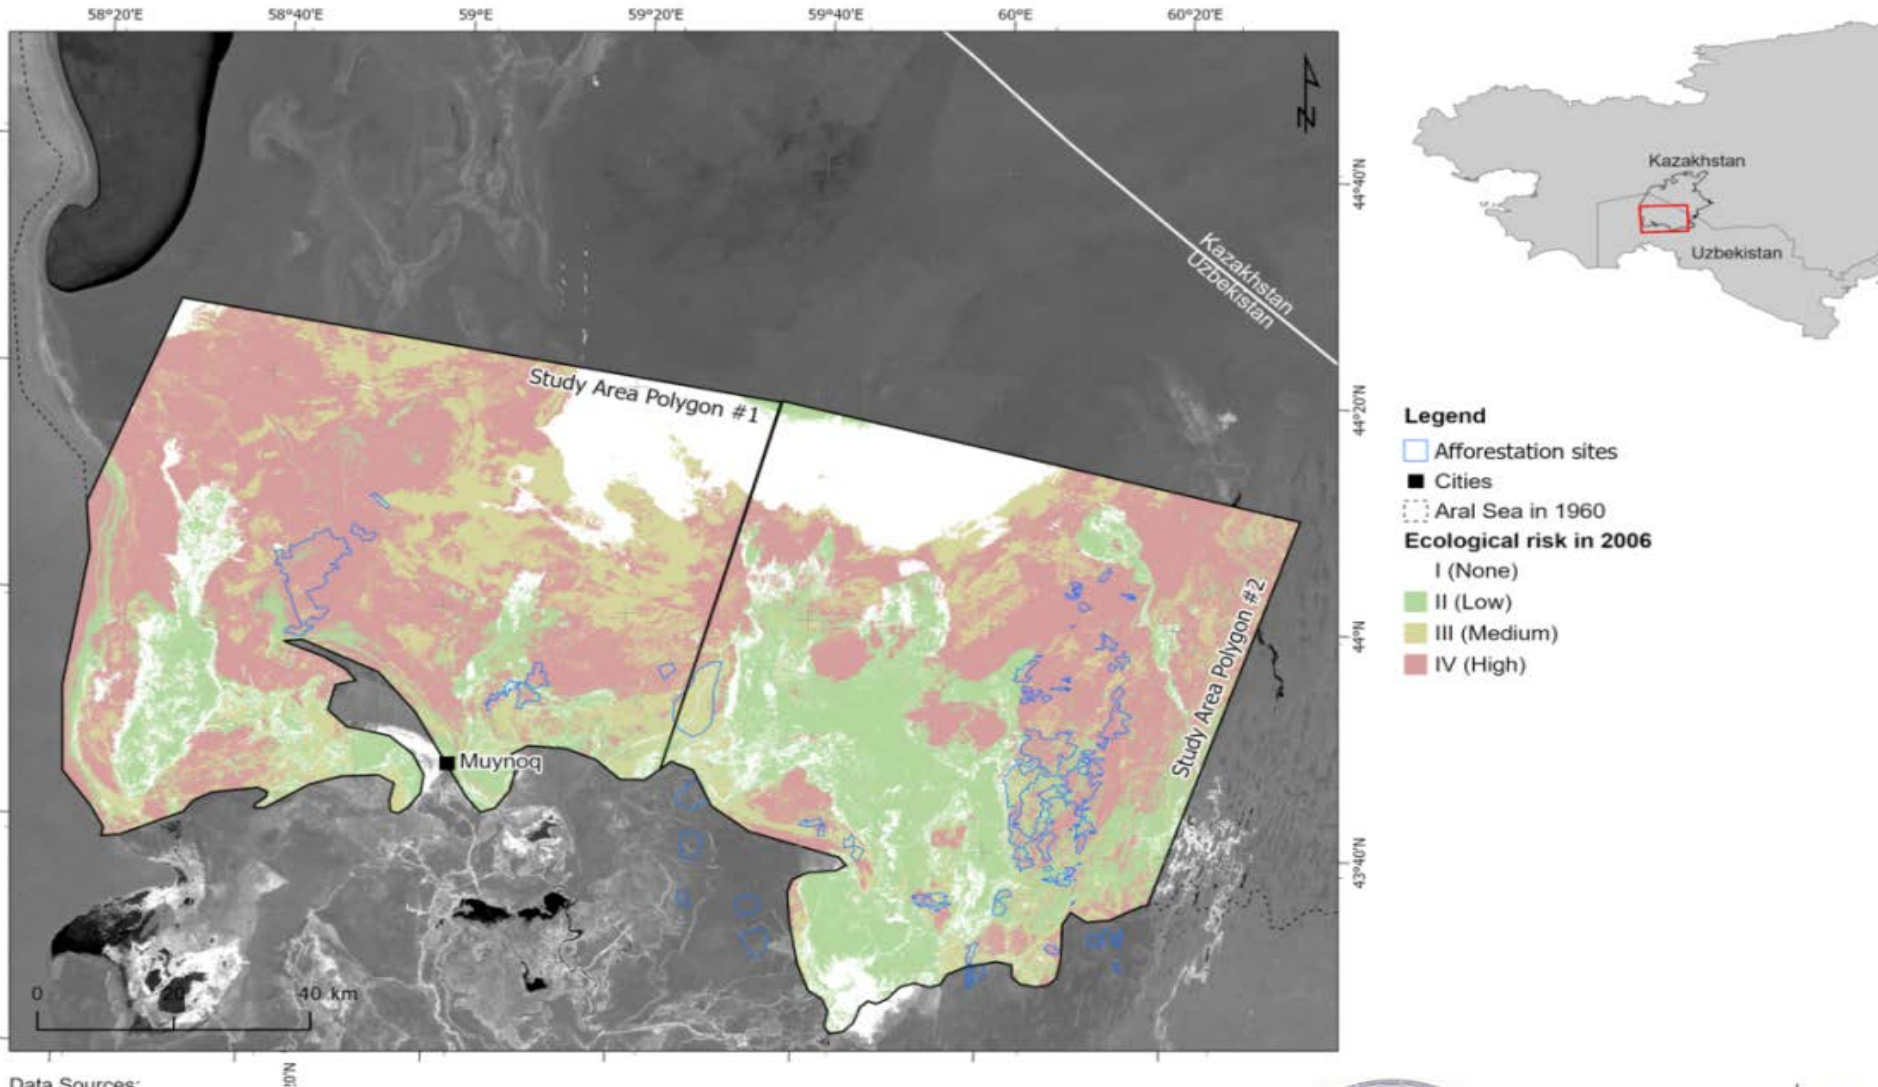 58°20'E 58°40'E 59°E 59°20'E 59°40'E 60°E 60°20'E
44°40'N
Kazakhstan
Uzbekistan
Kazakhstan
Uzbekistan
N
Study Area Polygon #1
44°20'N
Legend
Afforestation sites
Cities
Aral Sea in 1960
Ecological risk in 2006
I (None)
II (Low)
III (Medium)
IV (High)
44°N
Study Area Polygon #2
Muynoq
43°40'N
0 20 40 km
Data Sources: